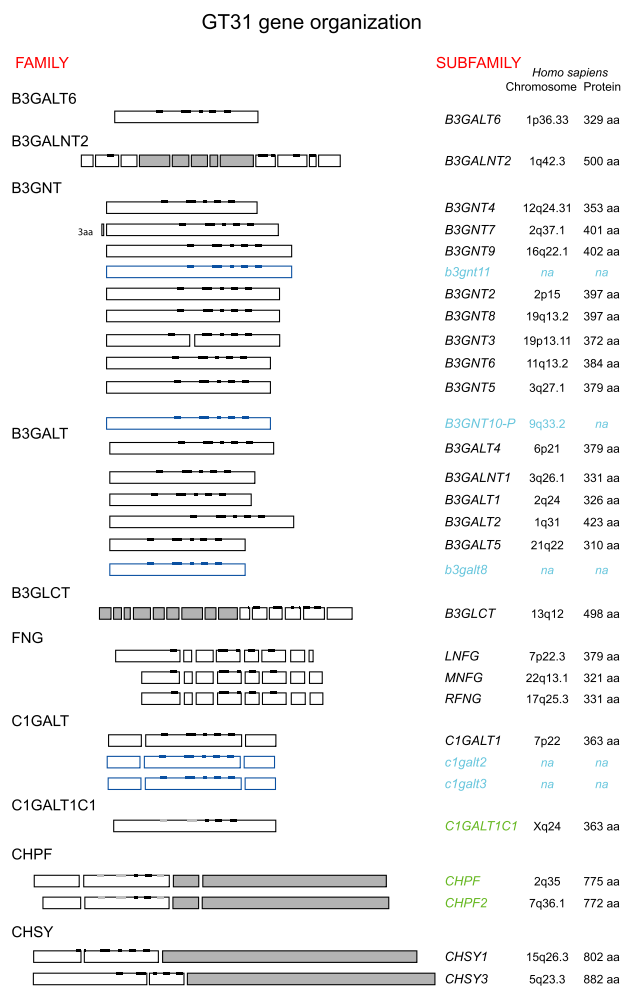 GT31 gene organization
FAMILY SUBFAMILY Homo sapiens
Chromosome Protein
B3GALT6
B3GALT6 1p36.33 329 aa
B3GALNT2
B3GALNT2 1q42.3 500 aa
B3GNT
B3GNT4 12q24.31 353 aa
3aa B3GNT7 2q37.1 401 aa
B3GNT9 16q22.1 402 aa
b3gnt11 na na
B3GNT2 2p15 397 aa
B3GNT8 19q13.2 397 aa
B3GNT3 19p13.11 372 aa
B3GNT6 11q13.2 384 aa
B3GNT5 3q27.1 379 aa
B3GNT10-P 9q33.2 na
B3GALT
B3GALT4 6p21 379 aa
B3GALNT1 3q26.1 331 aa
B3GALT1 2q24 326 aa
B3GALT2 1q31 423 aa
B3GALT5 21q22 310 aa
b3galt8 na na
B3GLCT
B3GLCT 13q12 498 aa
FNG
LNFG 7p22.3 379 aa
MNFG 22q13.1 321 aa
RFNG 17q25.3 331 aa
C1GALT
C1GALT1 7p22 363 aa
c1galt2 na na
c1galt3 na na
C1GALT1C1
C1GALT1C1 Xq24 363 aa
CHPF
CHPF 2q35 775 aa
CHPF2 7q36.1 772 aa
CHSY
CHSY1 15q26.3 802 aa
CHSY3 5q23.3 882 aa